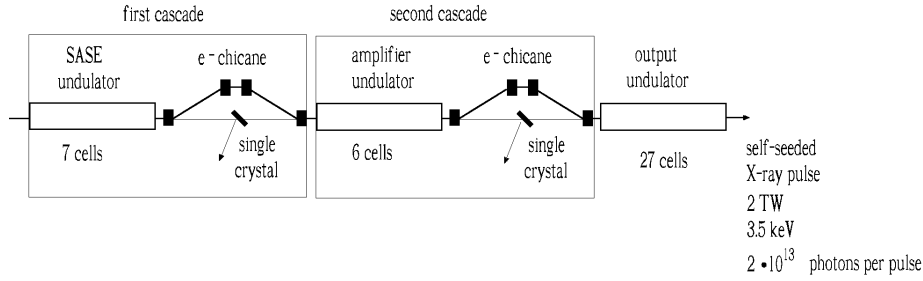 first cascade
second cascade
SASE
undulator
e - chicane
amplifier
undulator
e - chicane
output
undulator
7 cells
single
crystal
6 cells
single
crystal
27 cells
self-seeded
X-ray pulse
2 TW
3.5 keV
2 • 10¹³ photons per pulse